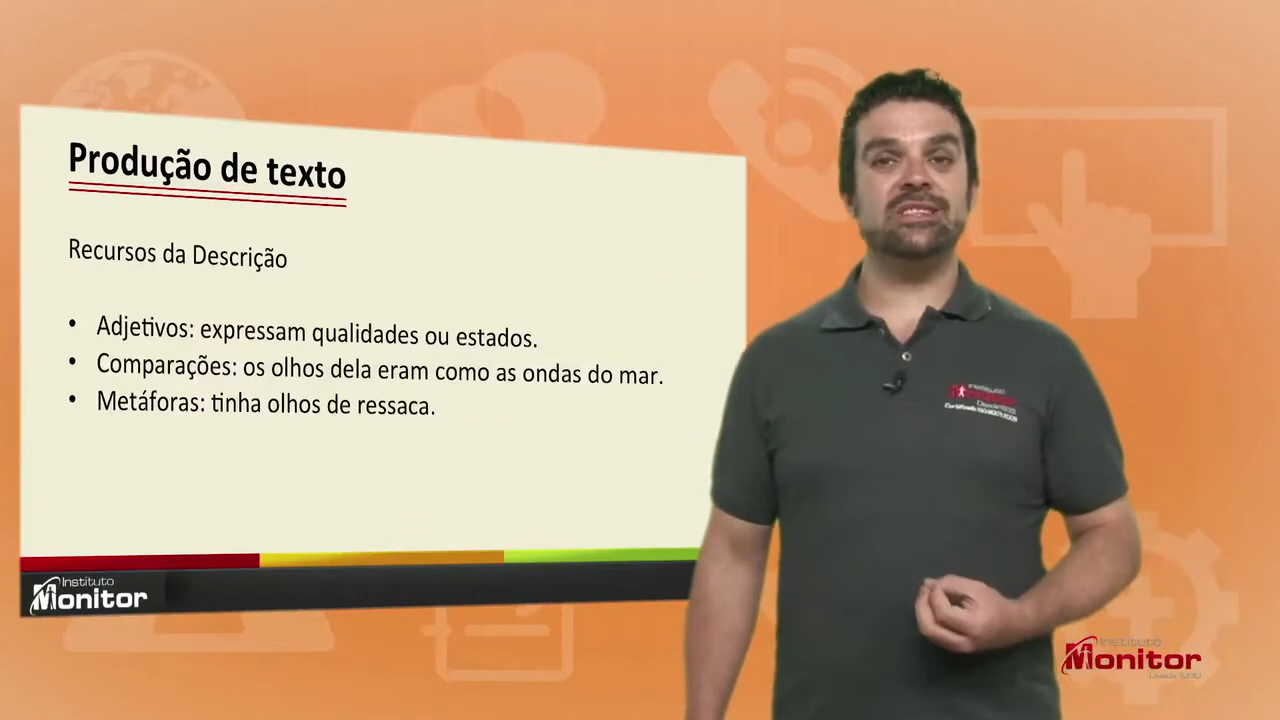 Produção de texto
Recursos da Descrição
• Adjetivos: expressam qualidades ou estados.
• Comparações: os olhos dela eram como as ondas do mar.
• Metáforas: tinha olhos de ressaca.
Instituto
Monitor
Instituto
Instituto
Monitor